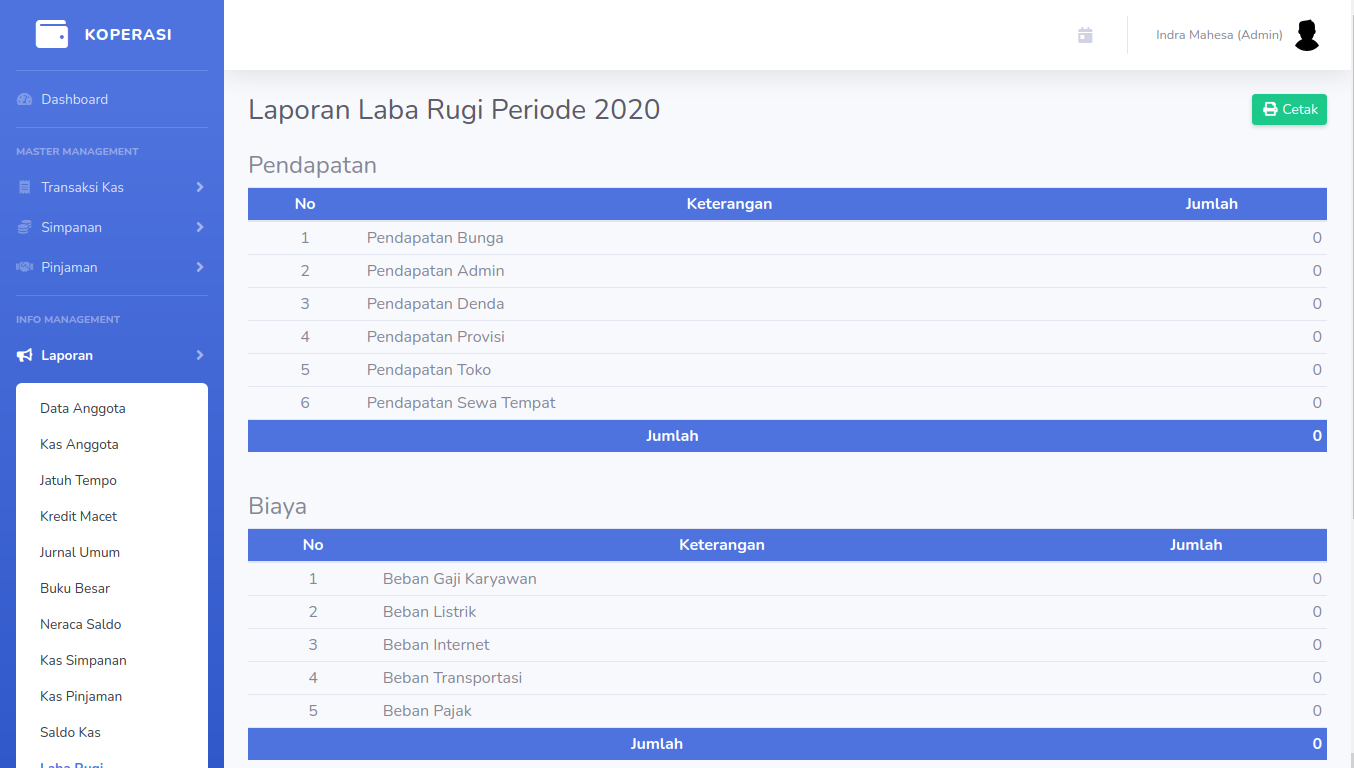 KOPERASI
Indra Mahesa (Admin)
Dashboard
MASTER MANAGEMENT
Transaksi Kas
Simpanan
Pinjaman
INFO MANAGEMENT
Laporan
Data Anggota
Kas Anggota
Jatuh Tempo
Kredit Macet
Jurnal Umum
Buku Besar
Neraca Saldo
Kas Simpanan
Kas Pinjaman
Saldo Kas
Laba Rugi
Laporan Laba Rugi Periode 2020
Cetak
Pendapatan
No Keterangan Jumlah
1 Pendapatan Bunga 0
2 Pendapatan Admin 0
3 Pendapatan Denda 0
4 Pendapatan Provisi 0
5 Pendapatan Toko 0
6 Pendapatan Sewa Tempat 0
Jumlah 0
Biaya
No Keterangan Jumlah
1 Beban Gaji Karyawan 0
2 Beban Listrik 0
3 Beban Internet 0
4 Beban Transportasi 0
5 Beban Pajak 0
Jumlah 0